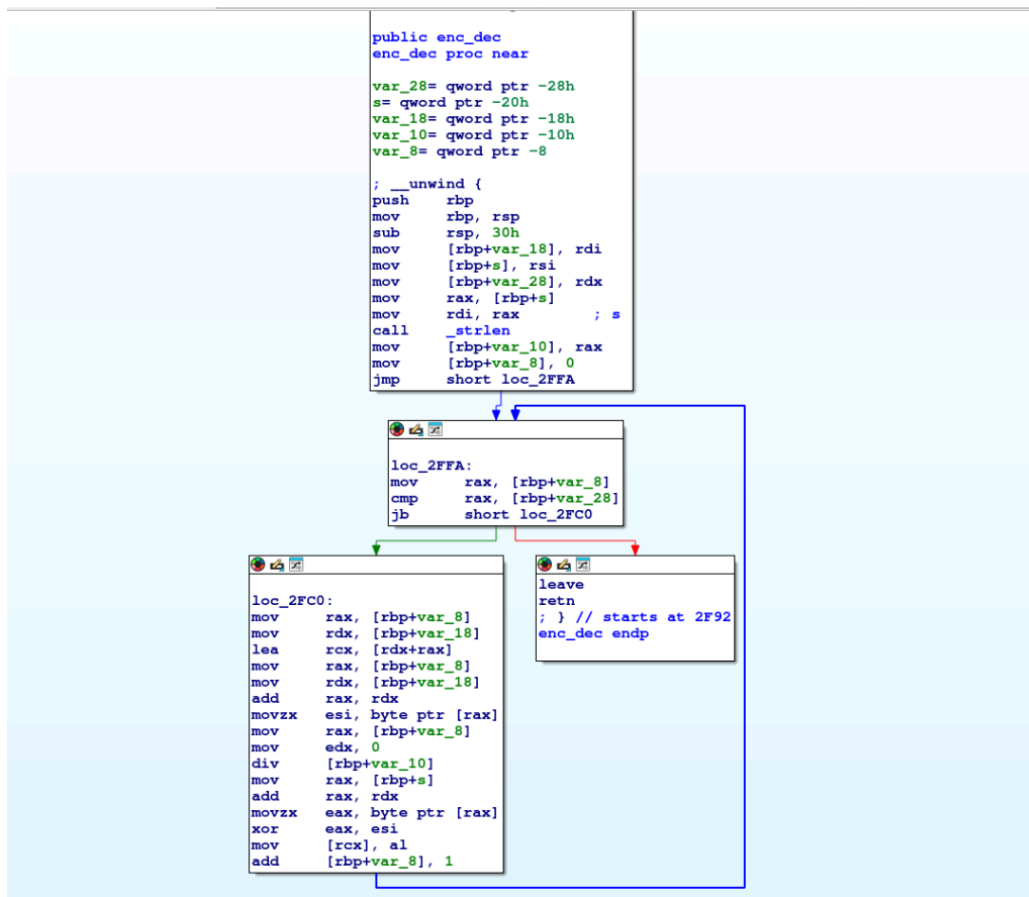 public enc_dec
enc_dec proc near
var_28= qword ptr -28h
s= qword ptr -20h
var_18= qword ptr -18h
var_10= qword ptr -10h
var_8= qword ptr -8
; __unwind {
push rbp
mov rbp, rsp
sub rsp, 30h
mov [rbp+var_18], rdi
mov [rbp+s], rsi
mov [rbp+var_28], rdx
mov rax, [rbp+s]
mov rdi, rax ; s
call _strlen
mov [rbp+var_10], rax
mov [rbp+var_8], 0
jmp short loc_2FFA
loc_2FFA:
mov rax, [rbp+var_8]
cmp rax, [rbp+var_28]
jb short loc_2FC0
loc_2FC0:
mov rax, [rbp+var_8]
mov rdx, [rbp+var_18]
lea rcx, [rdx+rax]
mov rax, [rbp+var_8]
mov rdx, [rbp+var_18]
add rax, rdx
movzx esi, byte ptr [rax]
mov rax, [rbp+var_8]
mov edx, 0
div [rbp+var_10]
mov rax, [rbp+s]
add rax, rdx
movzx eax, byte ptr [rax]
xor eax, esi
mov [rcx], al
add [rbp+var_8], 1
leave
retn
; } // starts at 2F92
enc_dec endp